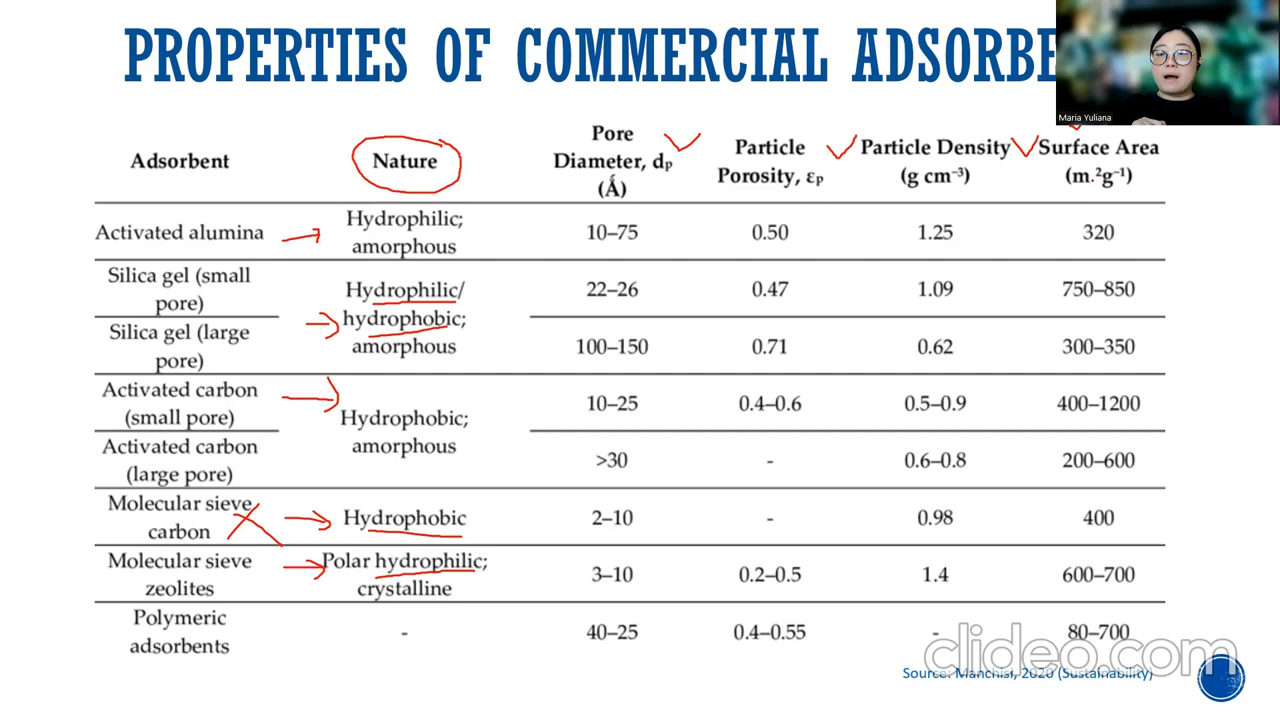 PROPERTIES OF COMMERCIAL ADSORBE
Maria Yuliana
Adsorbent Nature Pore Diameter, dₚ (Å) Particle Porosity, εₚ Particle Density (g cm⁻³) Surface Area (m.²g⁻¹)
Activated alumina Hydrophilic; amorphous 10–75 0.50 1.25 320
Silica gel (small pore) Hydrophilic/ hydrophobic; amorphous 22–26 0.47 1.09 750–850
Silica gel (large pore) 100–150 0.71 0.62 300–350
Activated carbon (small pore) Hydrophobic; amorphous 10–25 0.4–0.6 0.5–0.9 400–1200
Activated carbon (large pore) >30 - 0.6–0.8 200–600
Molecular sieve carbon Hydrophobic 2–10 - 0.98 400
Molecular sieve zeolites Polar hydrophilic; crystalline 3–10 0.2–0.5 1.4 600–700
Polymeric adsorbents - 40–25 0.4–0.55 - 80–700
clideo.com
Source: Manchisi, 2020 (Sustainability)